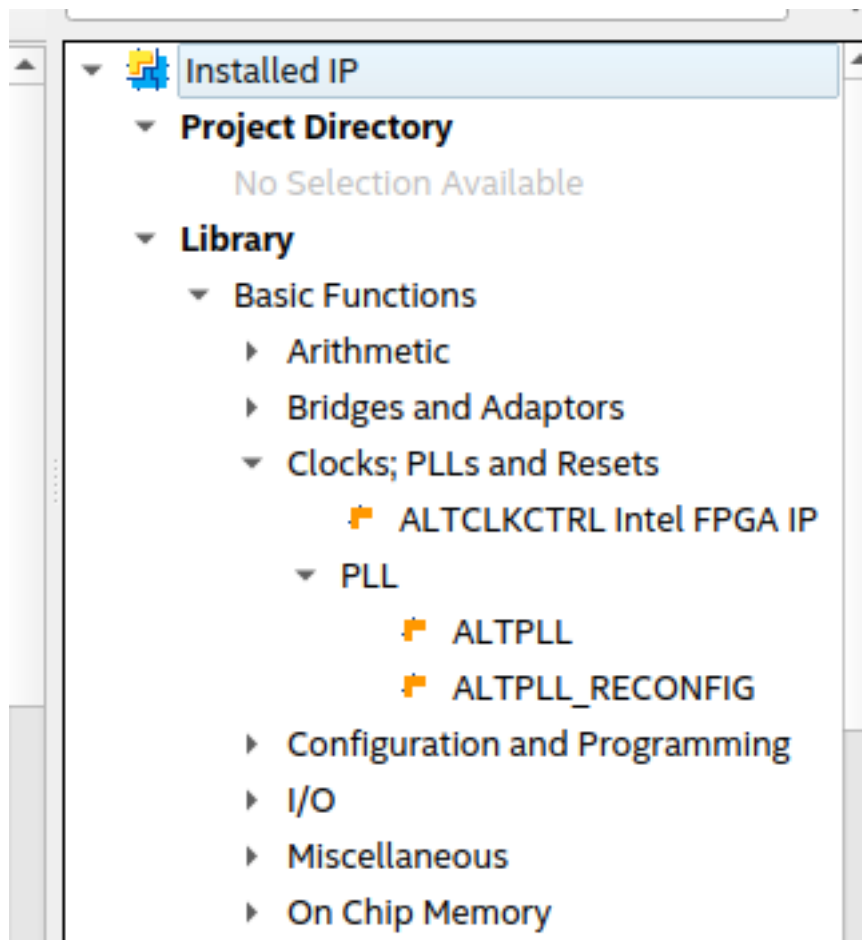 Installed IP
Project Directory
No Selection Available
Library
Basic Functions
Arithmetic
Bridges and Adaptors
Clocks; PLLs and Resets
ALTCLKCTRL Intel FPGA IP
PLL
ALTPLL
ALTPLL_RECONFIG
Configuration and Programming
I/O
Miscellaneous
On Chip Memory